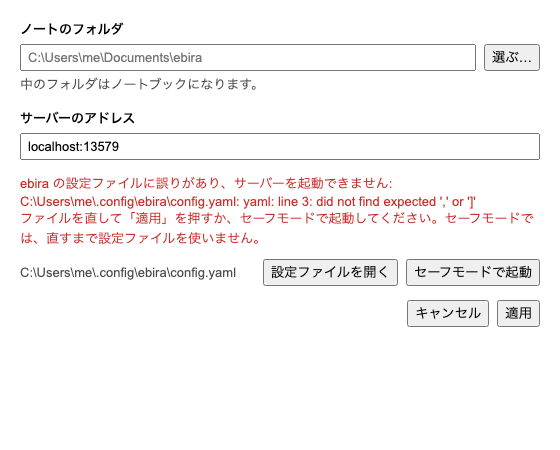 ノートのフォルダ
C:\Users\me\Documents\ebira
選ぶ...
中のフォルダはノートブックになります。
サーバーのアドレス
localhost:13579
ebira の設定ファイルに誤りがあり、サーバーを起動できません:
C:\Users\me\.config\ebira\config.yaml: yaml: line 3: did not find expected ',' or ']'
ファイルを直して「適用」を押すか、セーフモードで起動してください。セーフモードで
は、直すまで設定ファイルを使いません。
C:\Users\me\.config\ebira\config.yaml
設定ファイルを開く
セーフモードで起動
キャンセル
適用